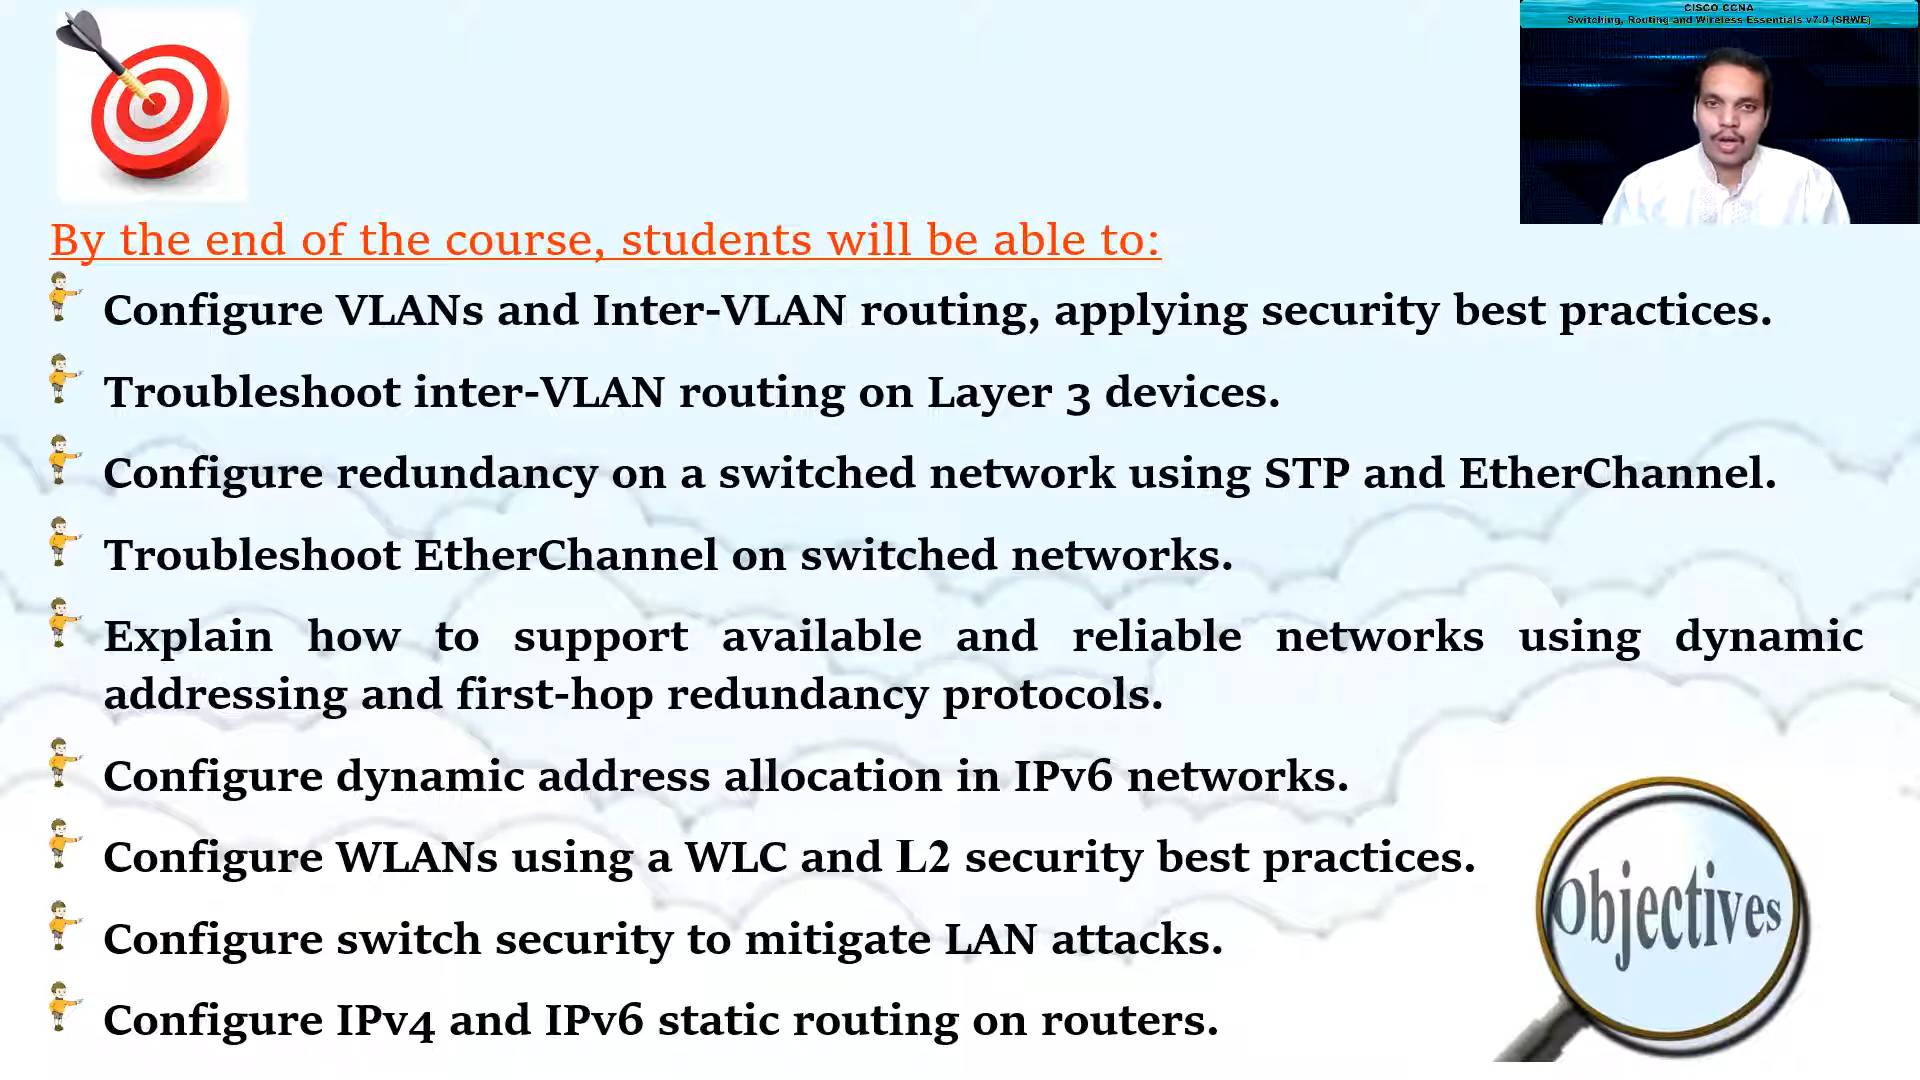 CISCO CCNA
Switching, Routing and Wireless Essentials v7.0 (SRWE)
By the end of the course, students will be able to:
Configure VLANs and Inter-VLAN routing, applying security best practices.
Troubleshoot inter-VLAN routing on Layer 3 devices.
Configure redundancy on a switched network using STP and EtherChannel.
Troubleshoot EtherChannel on switched networks.
Explain how to support available and reliable networks using dynamic
addressing and first-hop redundancy protocols.
Configure dynamic address allocation in IPv6 networks.
Configure WLANs using a WLC and L2 security best practices.
Configure switch security to mitigate LAN attacks.
Configure IPv4 and IPv6 static routing on routers.
Objectives